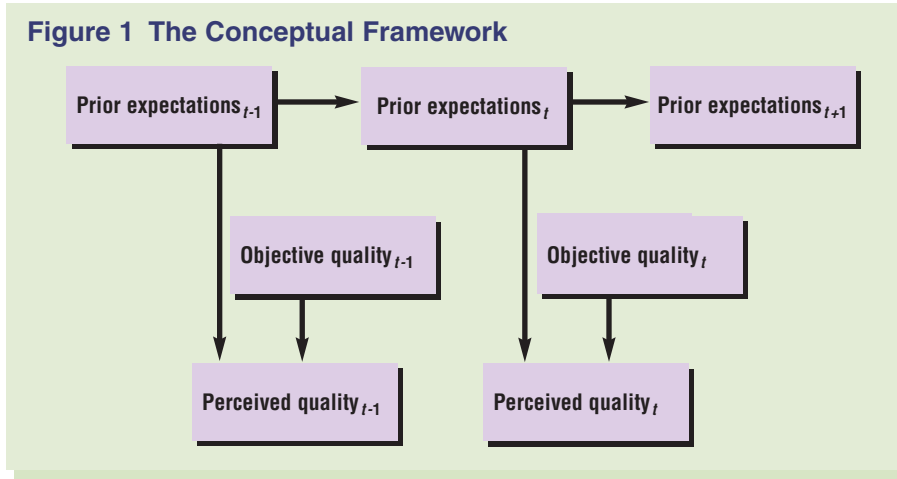 Figure 1 The Conceptual Framework
Prior expectations t-1
Prior expectations t
Prior expectations t+1
Objective quality t-1
Objective quality t
Perceived quality t-1
Perceived quality t